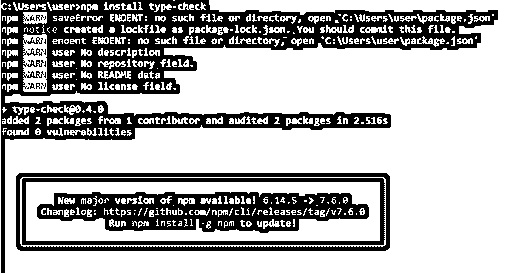 C:\Users\user>npm install type-check
npm WARN saveError ENOENT: no such file or directory, open 'C:\Users\user\package.json'
npm notice created a lockfile as package-lock.json. You should commit this file.
npm WARN enoent ENOENT: no such file or directory, open 'C:\Users\user\package.json'
npm WARN user No description
npm WARN user No repository field.
npm WARN user No README data
npm WARN user No license field.
+ type-check@0.4.0
added 2 packages from 1 contributor and audited 2 packages in 2.516s
found 0 vulnerabilities
New major version of npm available! 6.14.5 -> 7.6.0
Changelog: https://github.com/npm/cli/releases/tag/v7.6.0
Run npm install -g npm to update!